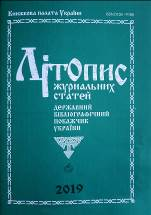 Книжкова палата України
Літопис
журнальних
статей
державний
бібліографічний
покажчик
україни
2019